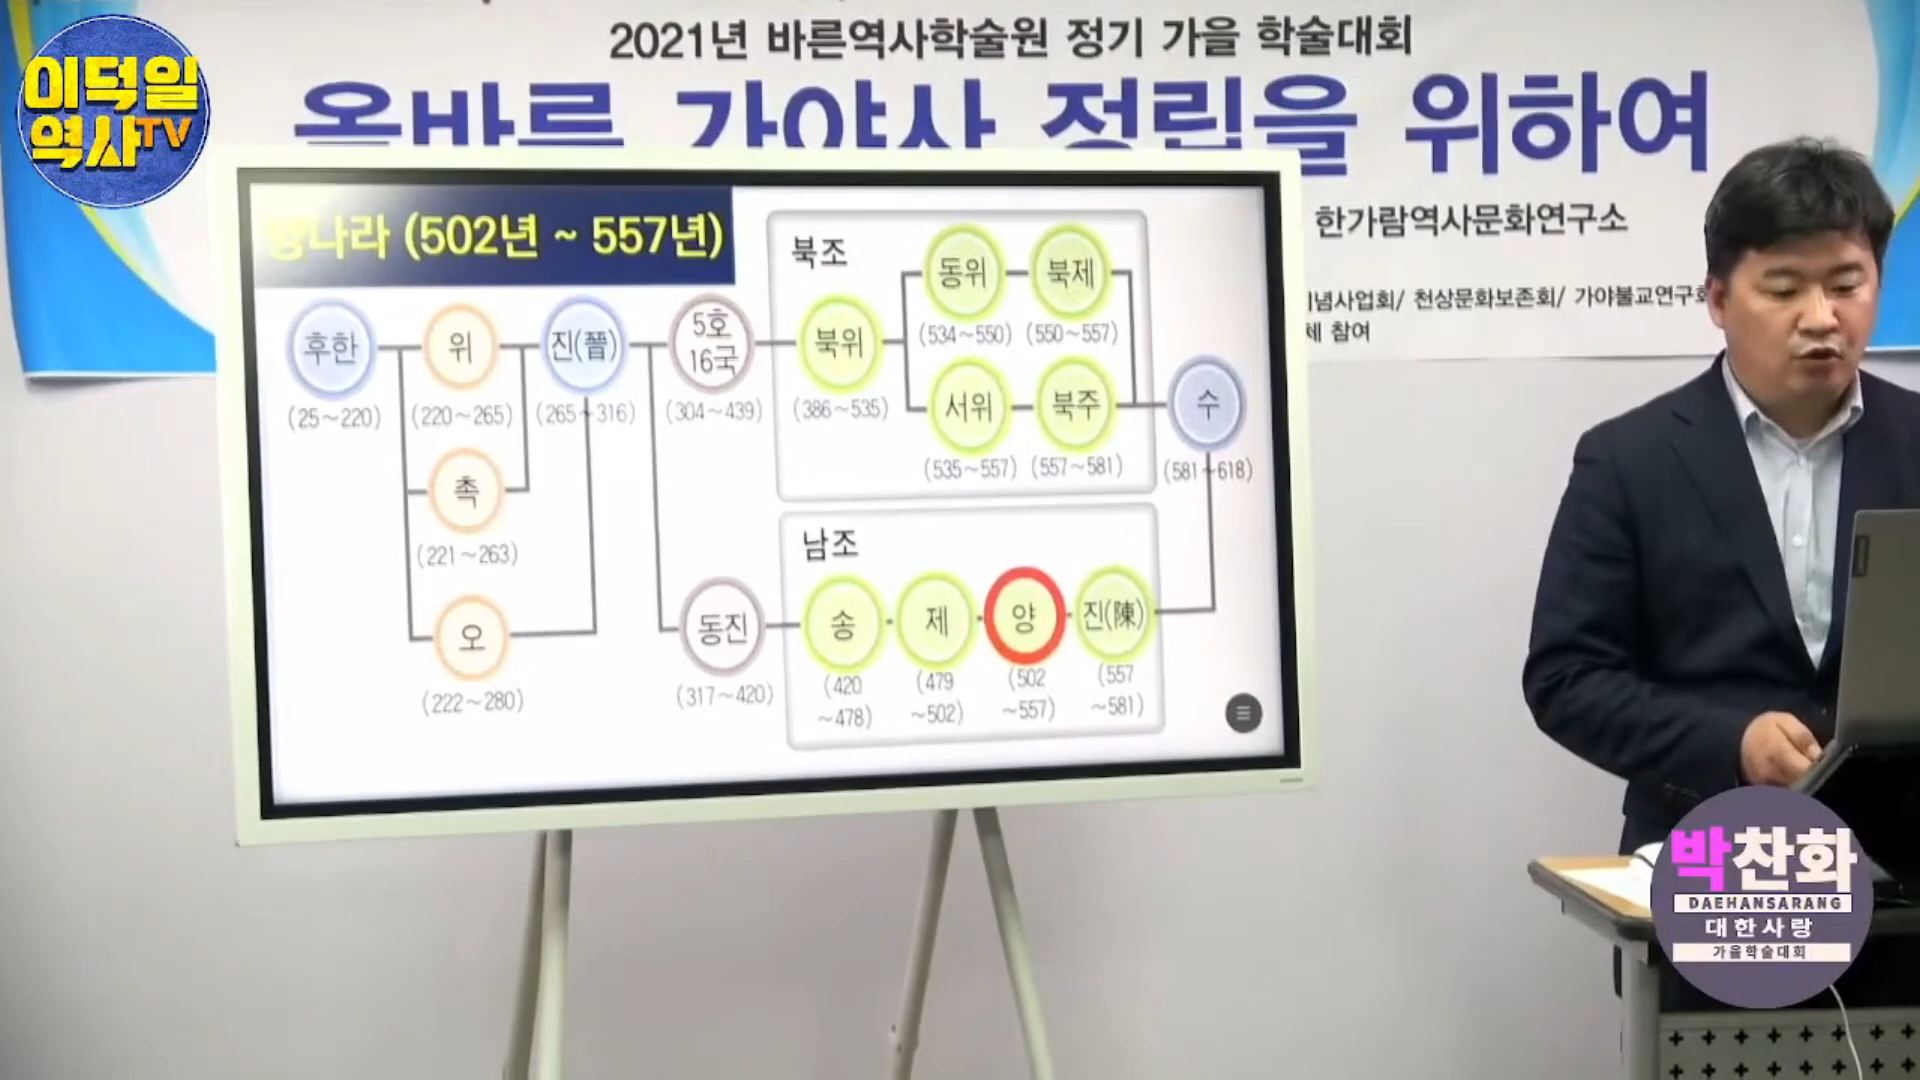 이덕일
역사TV
2021년 바른역사학술원 정기 가을 학술대회
올바른 가야사 정립을 위하여
한가람역사문화연구소
념사업회/ 천상문화보존회/ 가야불교연구회
체 참여
나라 (502년 ~ 557년)
북조
동위
북제
(534~550)
(550~557)
후한
위
진(晉)
5호
16국
북위
(25~220)
(220~265)
(265~316)
(304~439)
(386~535)
서위
북주
수
(535~557)
(557~581)
(581~618)
촉
(221~263)
남조
오
동진
송
제
양
진(陳)
(222~280)
(317~420)
(420
~478)
(479
~502)
(502
~557)
(557
~581)
Lenovo
박찬화
DAEHANSARANG
대한사랑
가을학술대회